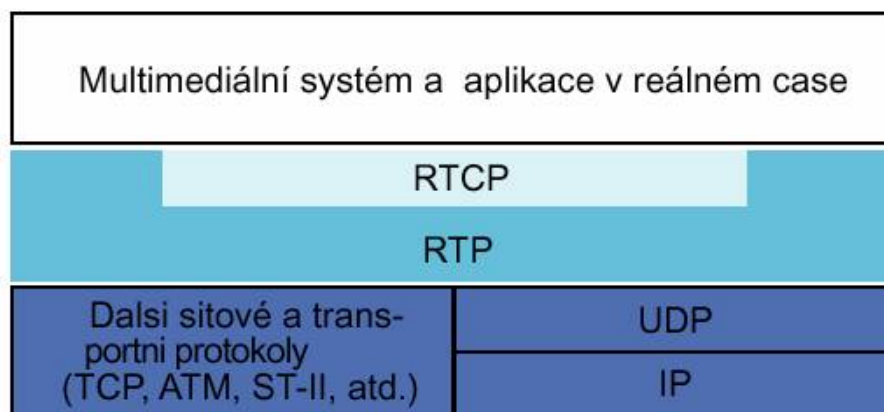 Multimediální systém a aplikace v reálném case
RTCP
RTP
Dalsi sitové a trans-
portni protokoly
(TCP, ATM, ST-II, atd.)
UDP
IP